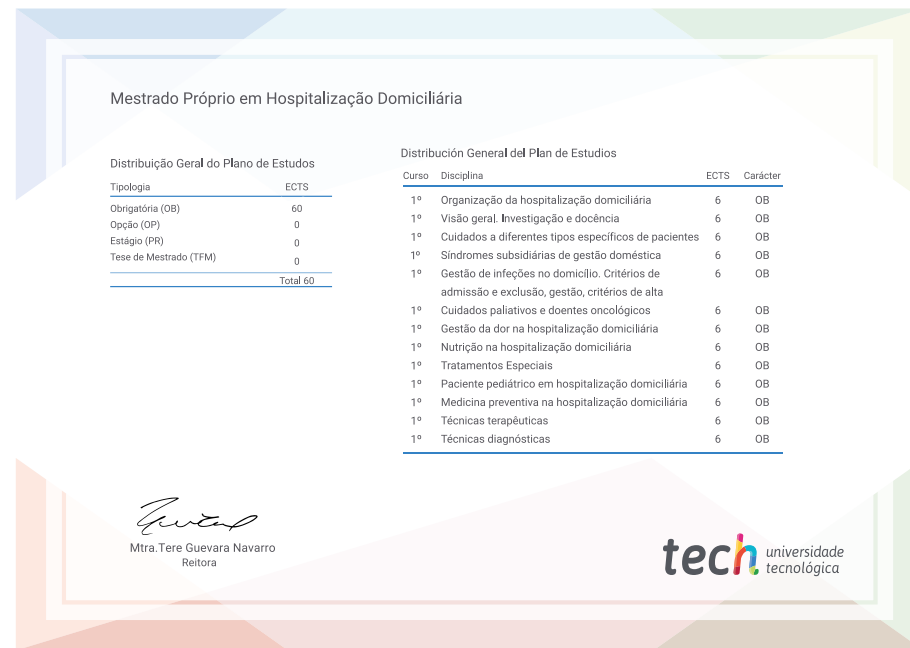 Mestrado Próprio em Hospitalização Domiciliária
Distribuição Geral do Plano de Estudos
Tipologia ECTS
Obrigatória (OB) 60
Opção (OP) 0
Estágio (PR) 0
Tese de Mestrado (TFM) 0
Total 60
Distribución General del Plan de Estudios
Curso Disciplina ECTS Carácter
1º Organização da hospitalização domiciliária 6 OB
1º Visão geral. Investigação e docência 6 OB
1º Cuidados a diferentes tipos específicos de pacientes 6 OB
1º Síndromes subsidiárias de gestão doméstica 6 OB
1º Gestão de infeções no domicílio. Critérios de 6 OB
admissão e exclusão, gestão, critérios de alta
1º Cuidados paliativos e doentes oncológicos 6 OB
1º Gestão da dor na hospitalização domiciliária 6 OB
1º Nutrição na hospitalização domiciliária 6 OB
1º Tratamentos Especiais 6 OB
1º Paciente pediátrico em hospitalização domiciliária 6 OB
1º Medicina preventiva na hospitalização domiciliária 6 OB
1º Técnicas terapêuticas 6 OB
1º Técnicas diagnósticas 6 OB
Mtra.Tere Guevara Navarro
Reitora
tech universidade
tecnológica